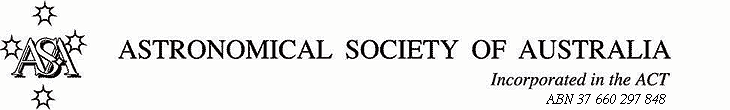 ASA ASTRONOMICAL SOCIETY OF AUSTRALIA
Incorporated in the ACT
ABN 37 660 297 848